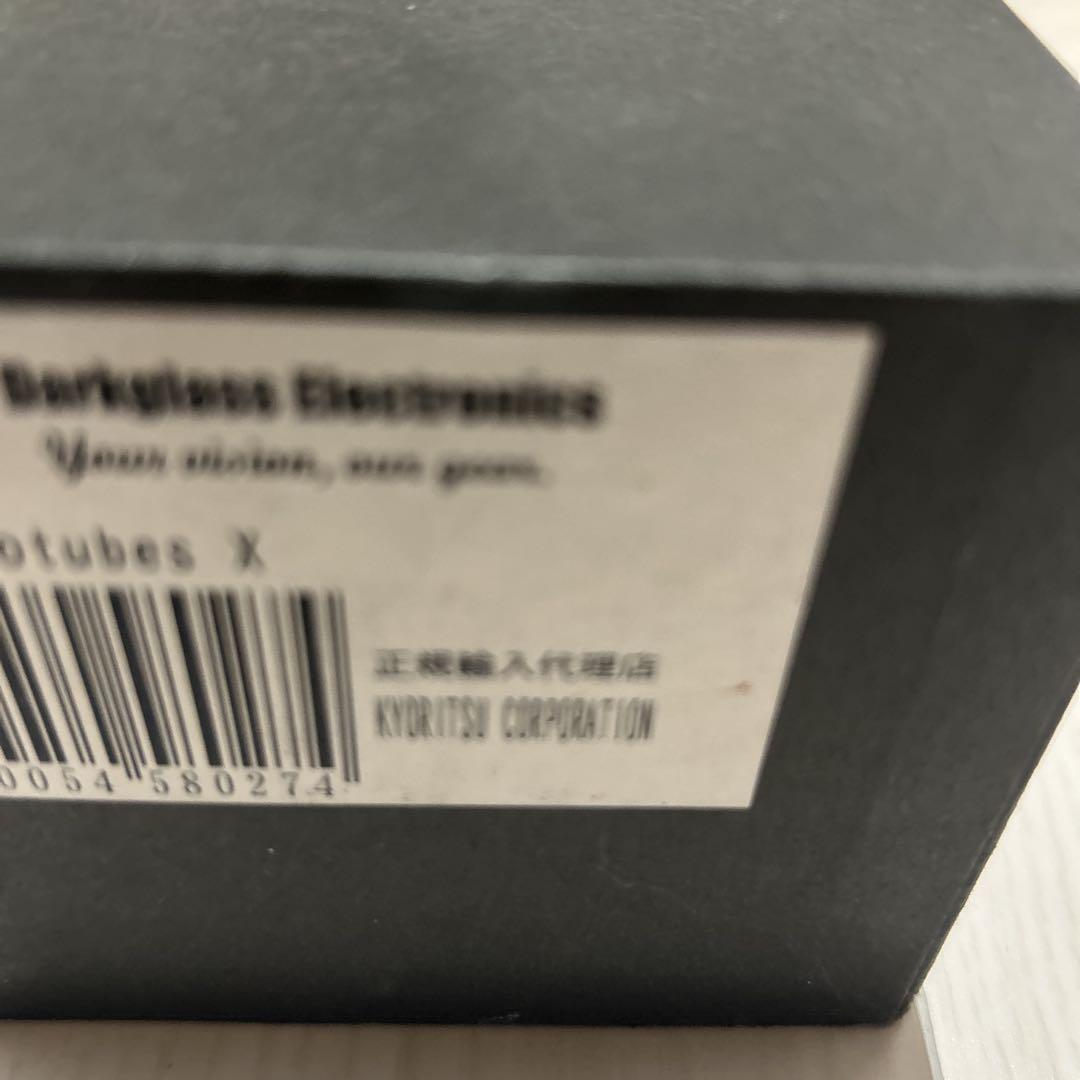 Darkglass Electronics
Your vision, our gear.
otubes X
正規輸入代理店
KYORITSU CORPORATION
0054 580274